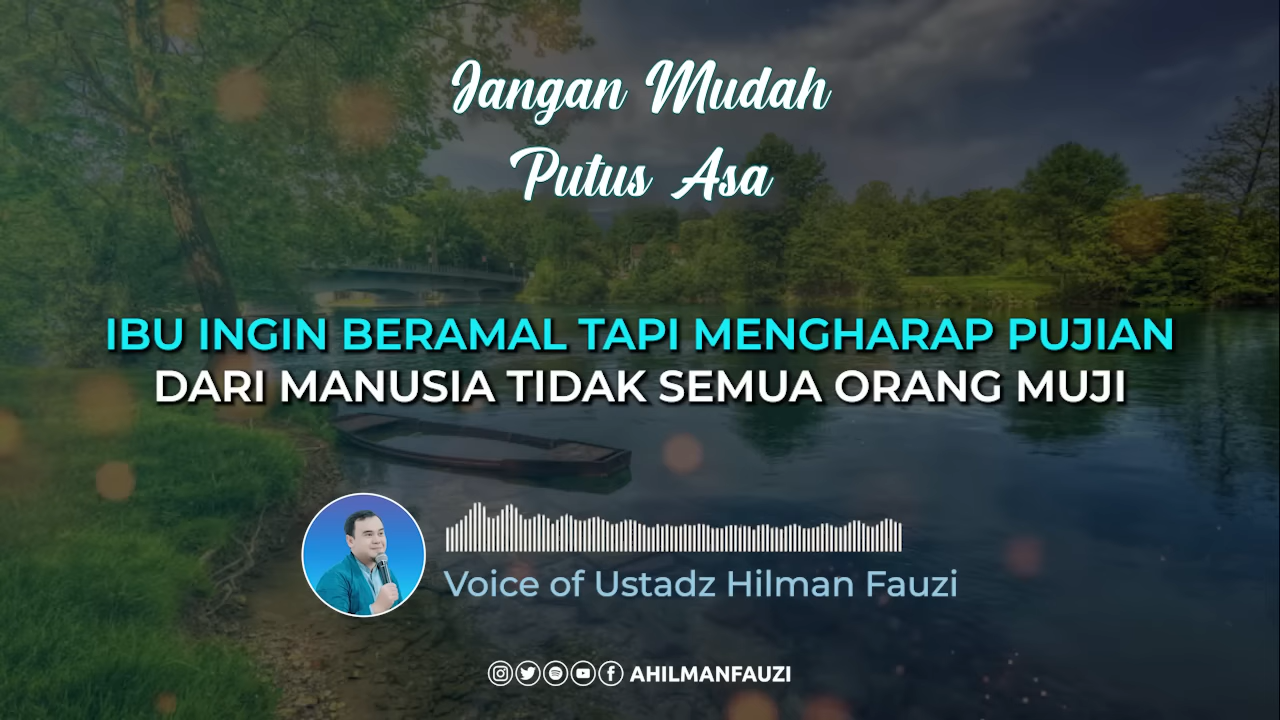 Jangan Mudah
Putus Asa
IBU INGIN BERAMAL TAPI MENGHARAP PUJIAN
DARI MANUSIA TIDAK SEMUA ORANG MUJI
Voice of Ustadz Hilman Fauzi
AHILMANFAUZI